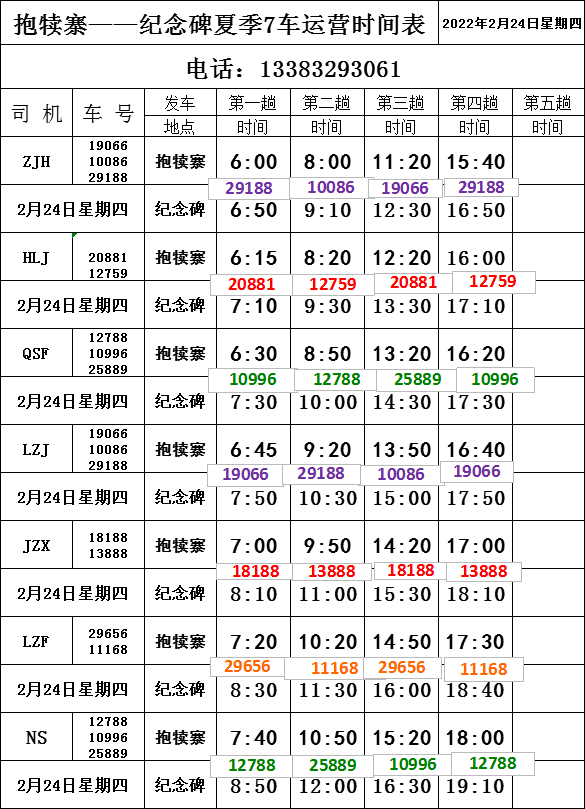 抱犊寨——纪念碑夏季7车运营时间表 2022年2月24日星期四
电话：13383293061
司 机 车 号 发车 第一趟 第二趟 第三趟 第四趟 第五趟
地点 时间 时间 时间 时间 时间
ZJH 19066 10086 29188 抱犊寨 6:00 8:00 11:20 15:40
29188 10086 19066 29188
2月24日星期四 纪念碑 6:50 9:10 12:30 16:50
HLJ 20881 12759 抱犊寨 6:15 8:20 12:20 16:00
20881 12759 20881 12759
2月24日星期四 纪念碑 7:10 9:30 13:30 17:10
QSF 12788 10996 25889 抱犊寨 6:30 8:50 13:20 16:20
10996 12788 25889 10996
2月24日星期四 纪念碑 7:30 10:00 14:30 17:30
LZJ 19066 10086 29188 抱犊寨 6:45 9:20 13:50 16:40
19066 29188 10086 19066
2月24日星期四 纪念碑 7:50 10:30 15:00 17:50
JZX 18188 13888 抱犊寨 7:00 9:50 14:20 17:00
18188 13888 18188 13888
2月24日星期四 纪念碑 8:10 11:00 15:30 18:10
LZF 29656 11168 抱犊寨 7:20 10:20 14:50 17:30
29656 11168 29656 11168
2月24日星期四 纪念碑 8:30 11:30 16:00 18:40
NS 12788 10996 25889 抱犊寨 7:40 10:50 15:20 18:00
12788 25889 10996 12788
2月24日星期四 纪念碑 8:50 12:00 16:30 19:10